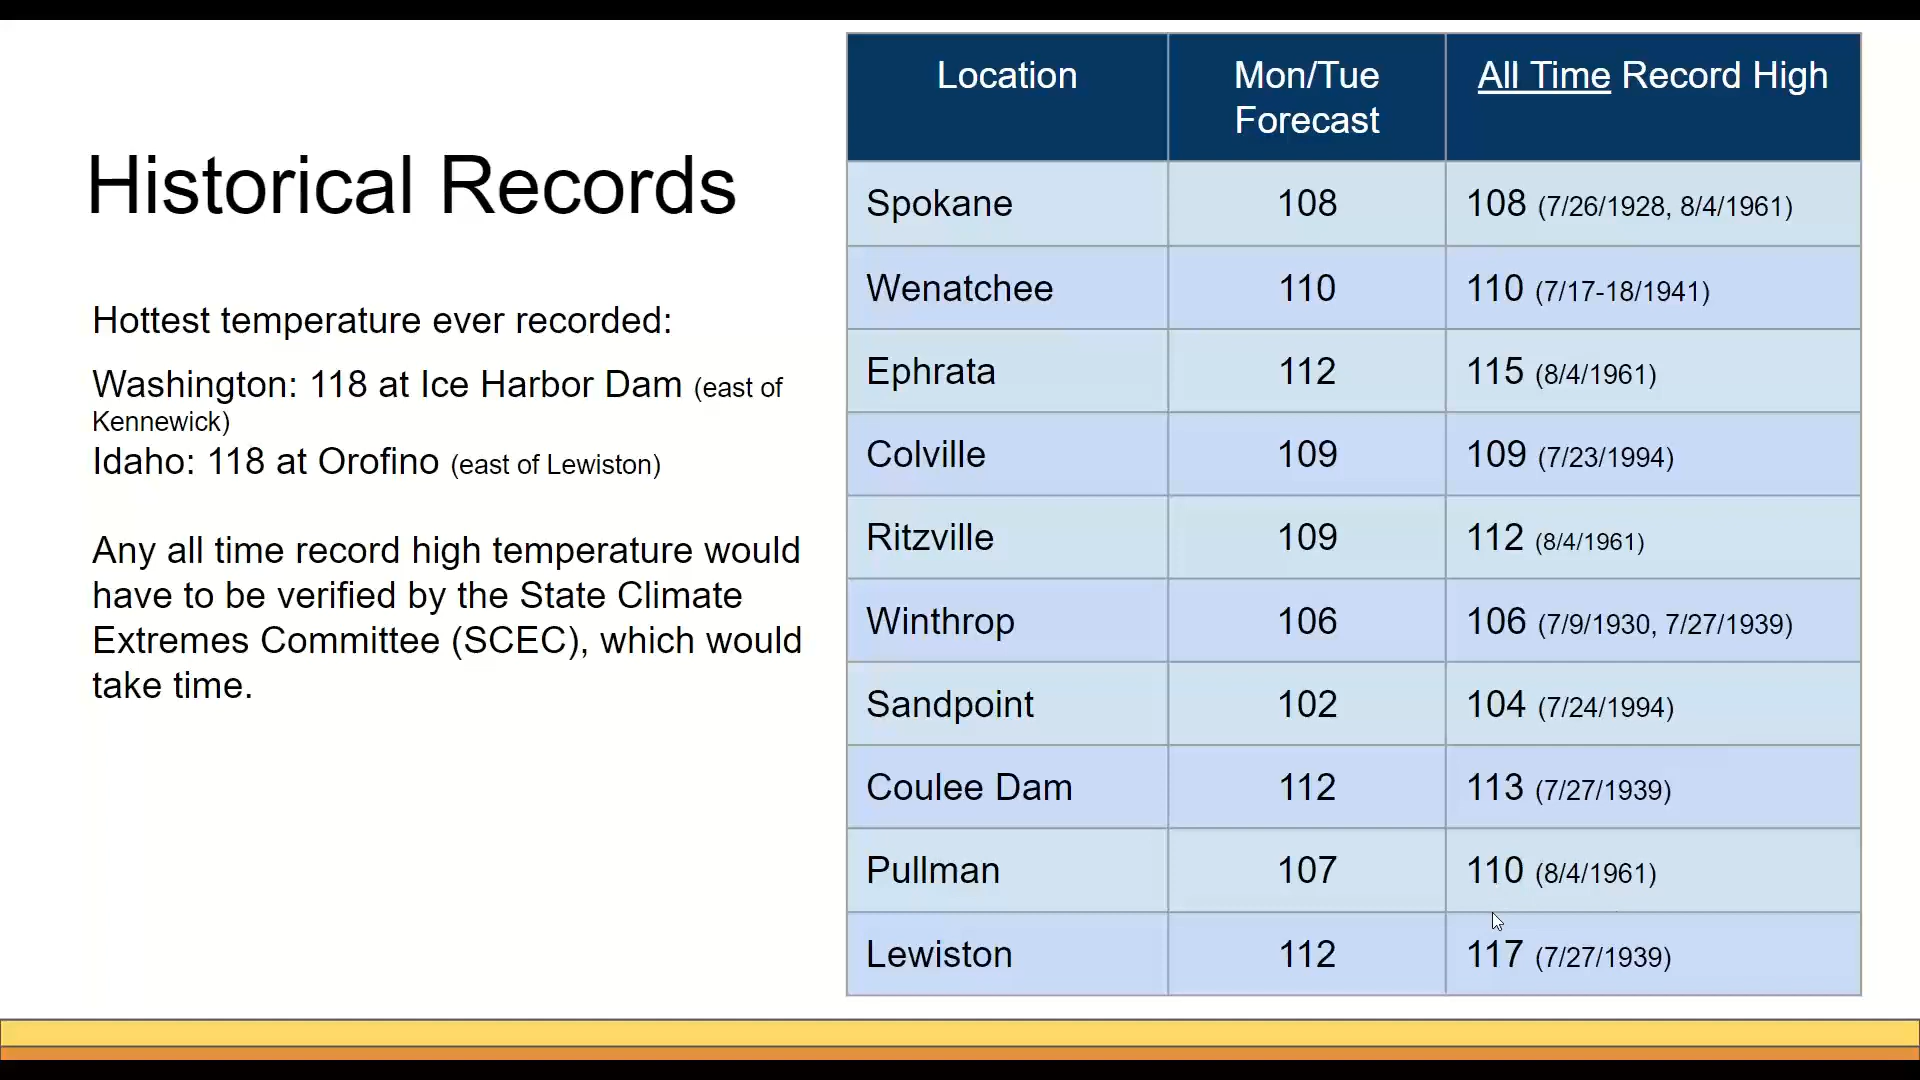 Historical Records
Hottest temperature ever recorded:
Washington: 118 at Ice Harbor Dam (east of
Kennewick)
Idaho: 118 at Orofino (east of Lewiston)
Any all time record high temperature would
have to be verified by the State Climate
Extremes Committee (SCEC), which would
take time.
Location Mon/Tue All Time Record High
Forecast
Spokane 108 108 (7/26/1928, 8/4/1961)
Wenatchee 110 110 (7/17-18/1941)
Ephrata 112 115 (8/4/1961)
Colville 109 109 (7/23/1994)
Ritzville 109 112 (8/4/1961)
Winthrop 106 106 (7/9/1930, 7/27/1939)
Sandpoint 102 104 (7/24/1994)
Coulee Dam 112 113 (7/27/1939)
Pullman 107 110 (8/4/1961)
Lewiston 112 117 (7/27/1939)